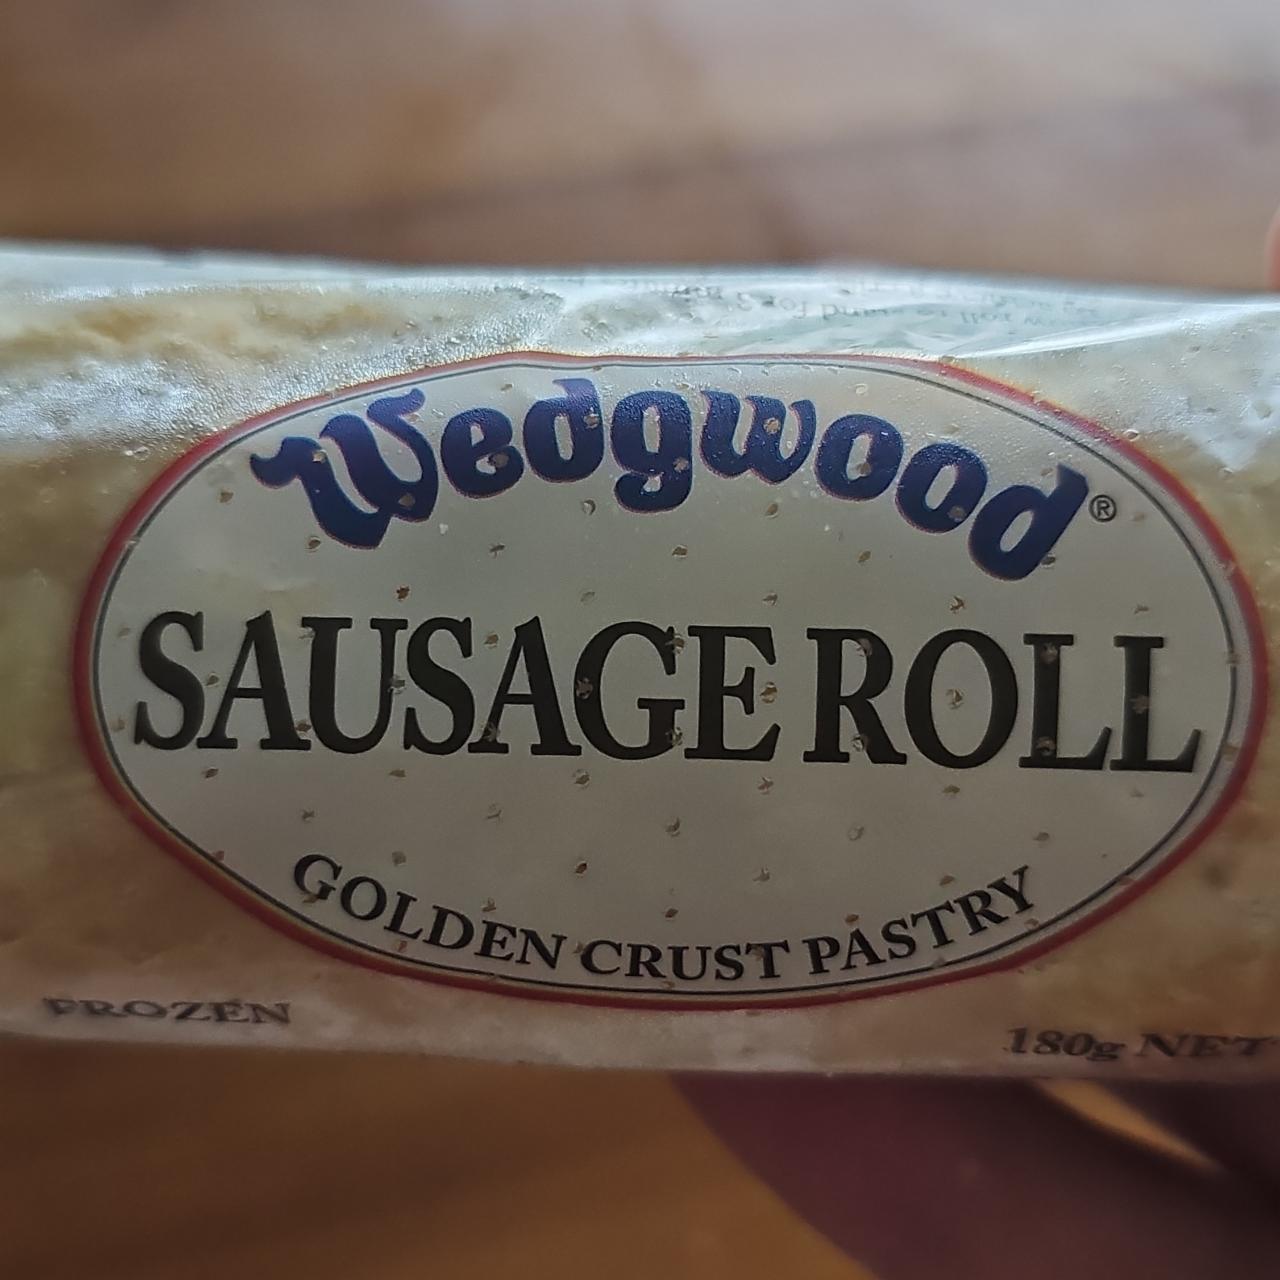 Wedgwood®
SAUSAGE ROLL
GOLDEN CRUST PASTRY
FROZEN
180g NET